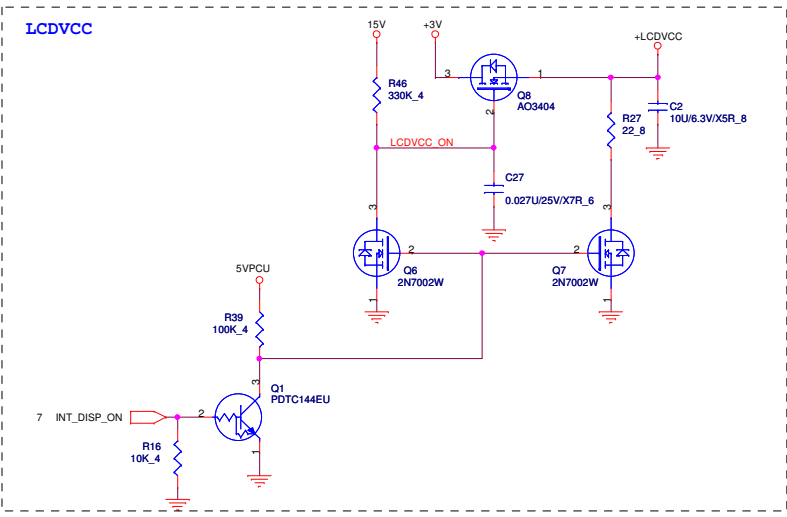 LCDVCC
15V
+3V
+LCDVCC
3
1
R46
330K_4
Q8
AO3404
2
C2
10U/6.3V/X5R_8
R27
22_8
LCDVCC_ON
C27
0.027U/25V/X7R_6
3
3
2
2
Q6
2N7002W
Q7
2N7002W
1
1
5VPCU
R39
100K_4
3
Q1
PDTC144EU
7 INT_DISP_ON
2
R16
10K_4
1